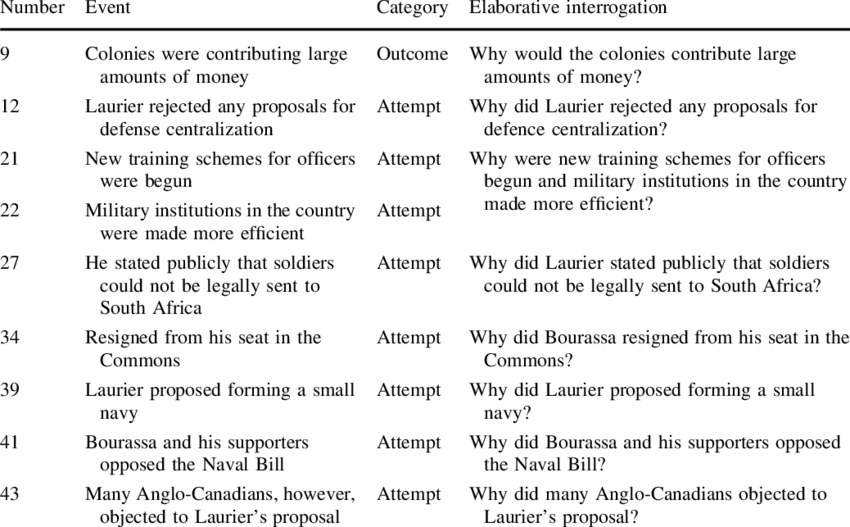 Number Event Category Elaborative interrogation
9 Colonies were contributing large Outcome Why would the colonies contribute large
amounts of money amounts of money?
12 Laurier rejected any proposals for Attempt Why did Laurier rejected any proposals for
defense centralization defence centralization?
21 New training schemes for officers Attempt Why were new training schemes for officers
were begun begun and military institutions in the country
22 Military institutions in the country Attempt made more efficient?
were made more efficient
27 He stated publicly that soldiers Attempt Why did Laurier stated publicly that soldiers
could not be legally sent to could not be legally sent to South Africa?
South Africa
34 Resigned from his seat in the Attempt Why did Bourassa resigned from his seat in the
Commons Commons?
39 Laurier proposed forming a small Attempt Why did Laurier proposed forming a small
navy navy?
41 Bourassa and his supporters Attempt Why did Bourassa and his supporters opposed
opposed the Naval Bill the Naval Bill?
43 Many Anglo-Canadians, however, Attempt Why did many Anglo-Canadians objected to
objected to Laurier's proposal Laurier's proposal?